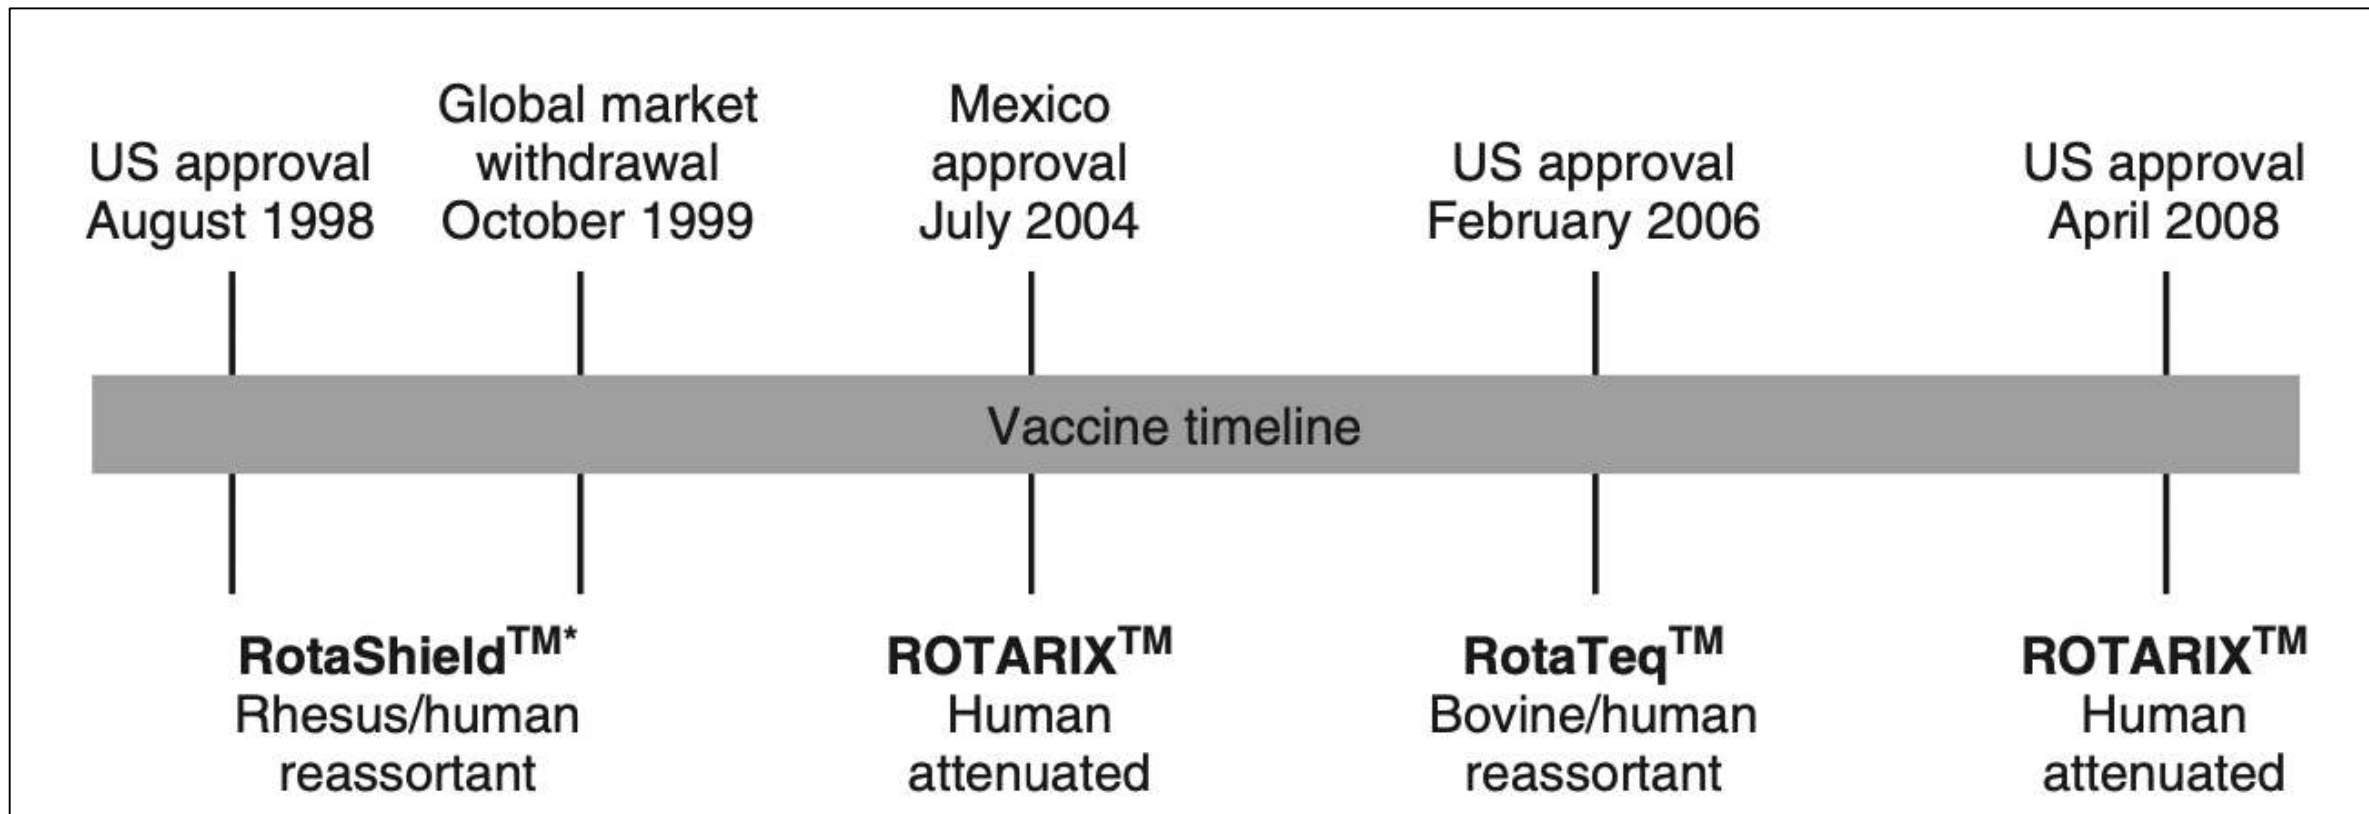 US approval
August 1998
Global market
withdrawal
October 1999
Mexico
approval
July 2004
US approval
February 2006
US approval
April 2008
Vaccine timeline
RotaShield™*
Rhesus/human
reassortant
ROTARIX™
Human
attenuated
RotaTeq™
Bovine/human
reassortant
ROTARIX™
Human
attenuated